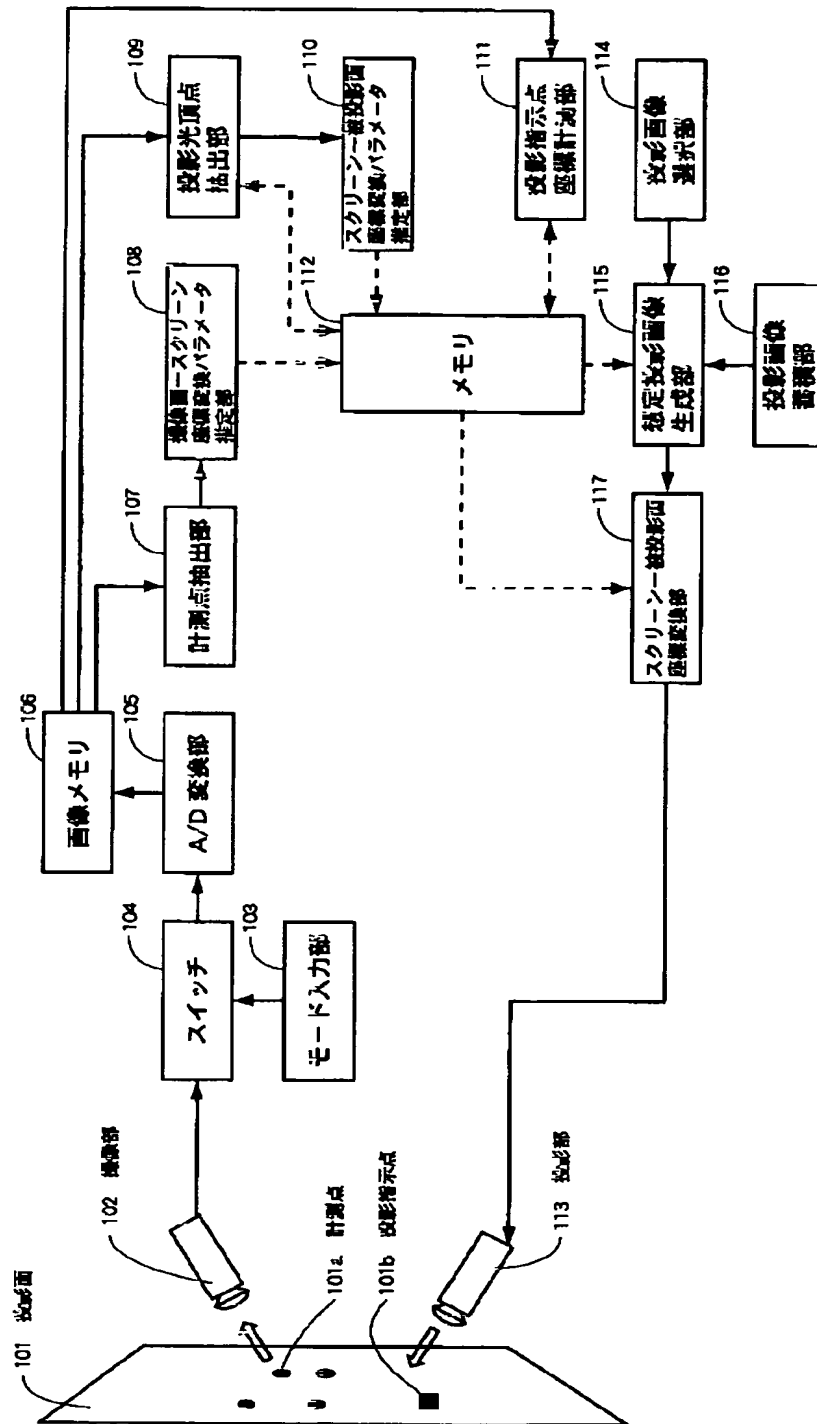 101 投影面
102 撮像部
101a 計測点
101b 投影指示点
113 投影部
104
スイッチ
103
モード入力部
105
A/D 変換部
106
画像メモリ
107
計測点抽出部
108
撮像面ースクリーン
座標変換パラメータ
推定部
109
投影光頂点
抽出部
110
スクリーンー被投影面
座標変換パラメータ
推定部
111
投影指示点
座標計測部
112
メモリ
114
投影画像
選択部
115
想定投影画像
生成部
116
投影画像
蓄積部
117
スクリーンー被投影面
座標変換部